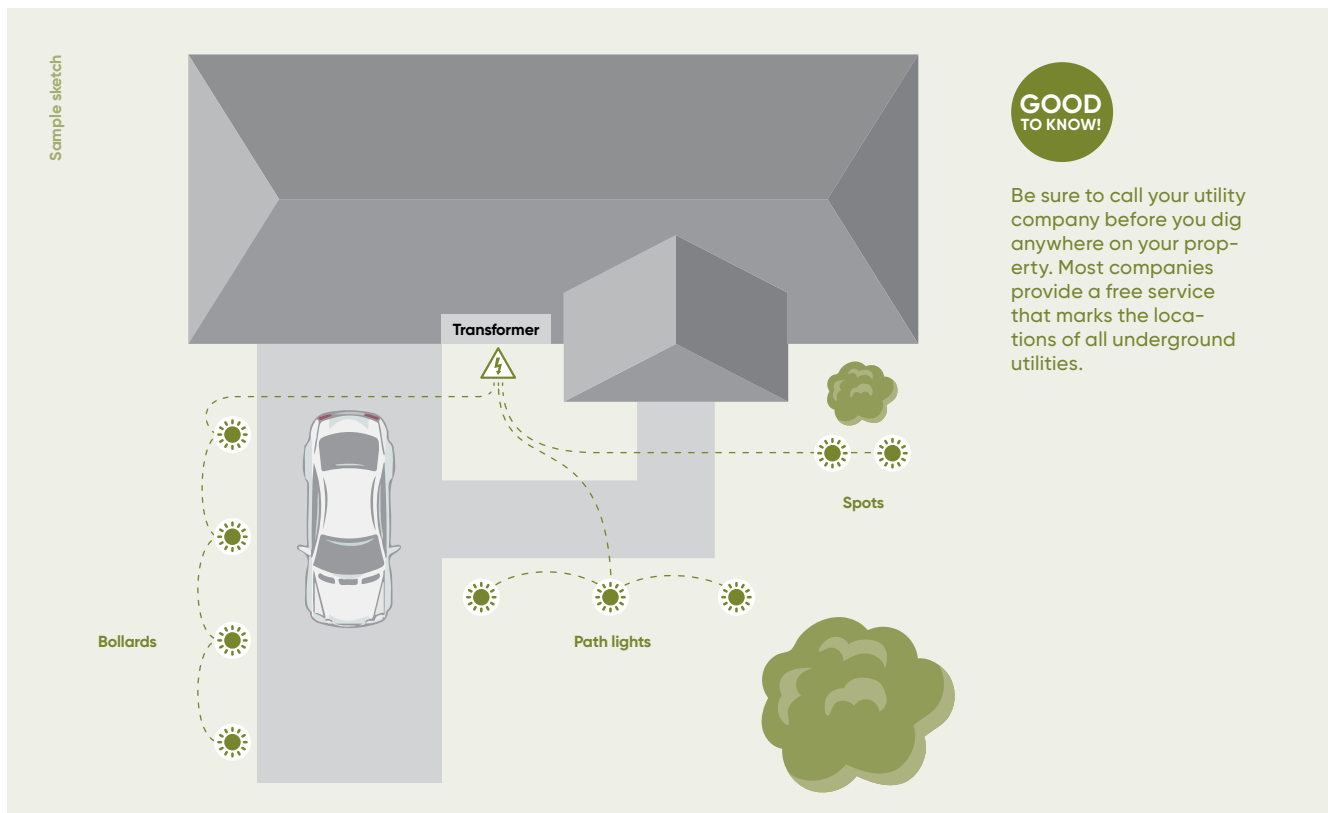 Sample sketch
GOOD
TO KNOW!
Be sure to call your utility
company before you dig
anywhere on your prop-
erty. Most companies
provide a free service
that marks the loca-
tions of all underground
utilities.
Transformer
Spots
Bollards
Path lights